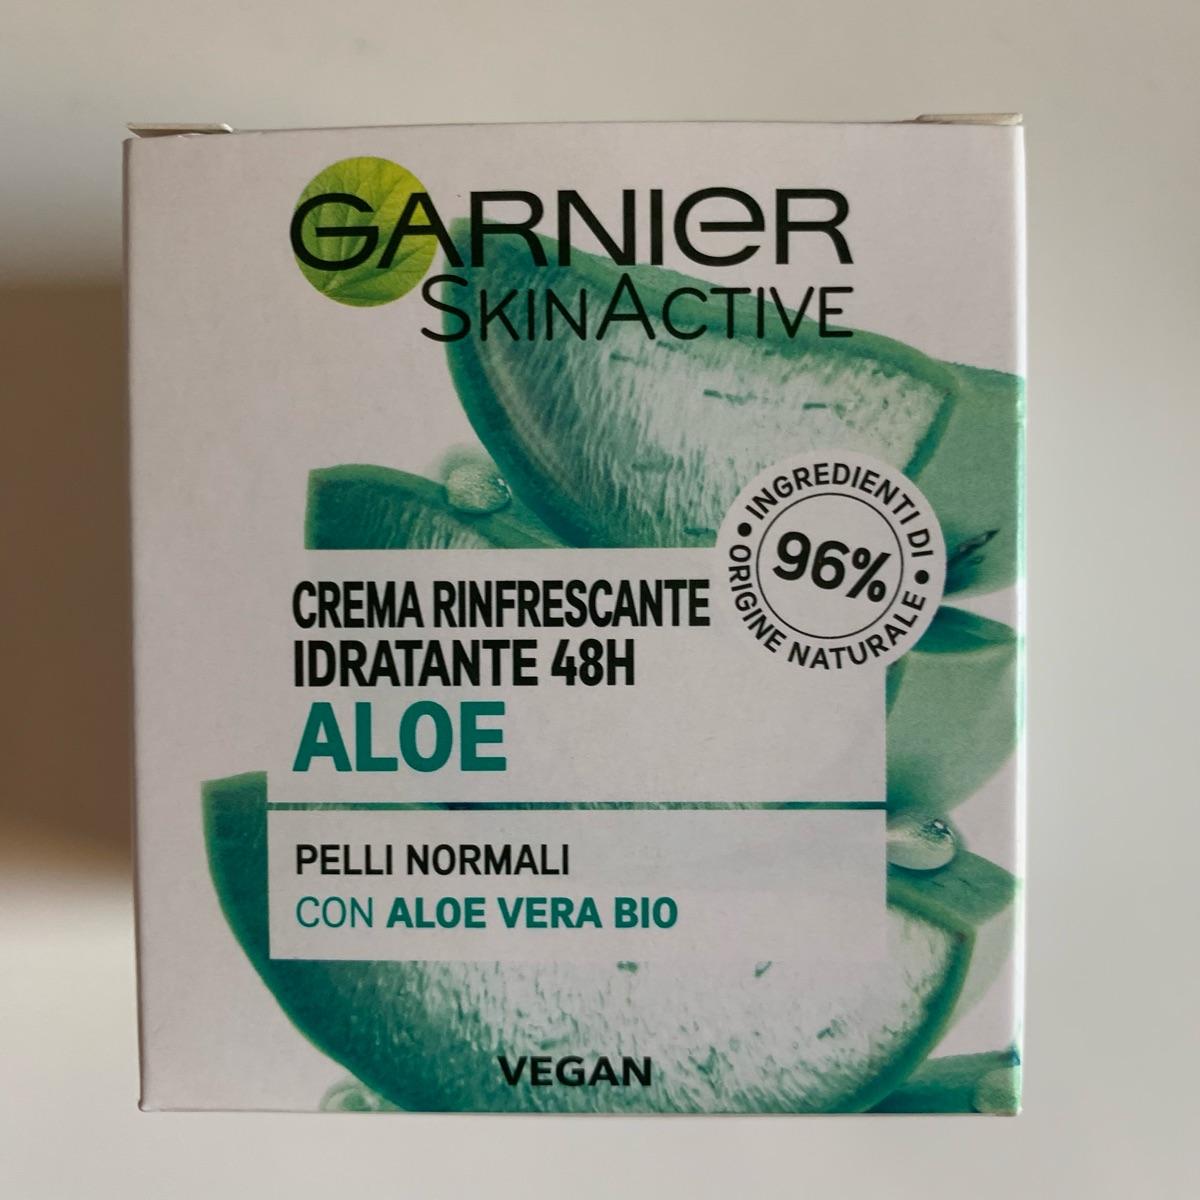 GARNIER
SKINACTIVE
INGREDIENTI DI
96%
ORIGINE NATURALE
CREMA RINFRESCANTE
IDRATANTE 48H
ALOE
PELLI NORMALI
CON ALOE VERA BIO
VEGAN